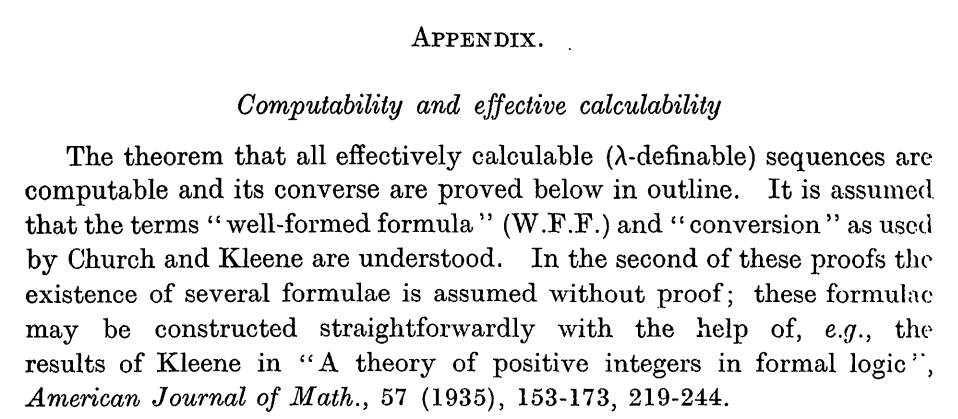 APPENDIX.
Computability and effective calculability
The theorem that all effectively calculable (λ-definable) sequences are
computable and its converse are proved below in outline. It is assumed
that the terms “well-formed formula” (W.F.F.) and “conversion” as used
by Church and Kleene are understood. In the second of these proofs the
existence of several formulae is assumed without proof; these formulae
may be constructed straightforwardly with the help of, e.g., the
results of Kleene in “A theory of positive integers in formal logic”,
American Journal of Math., 57 (1935), 153-173, 219-244.